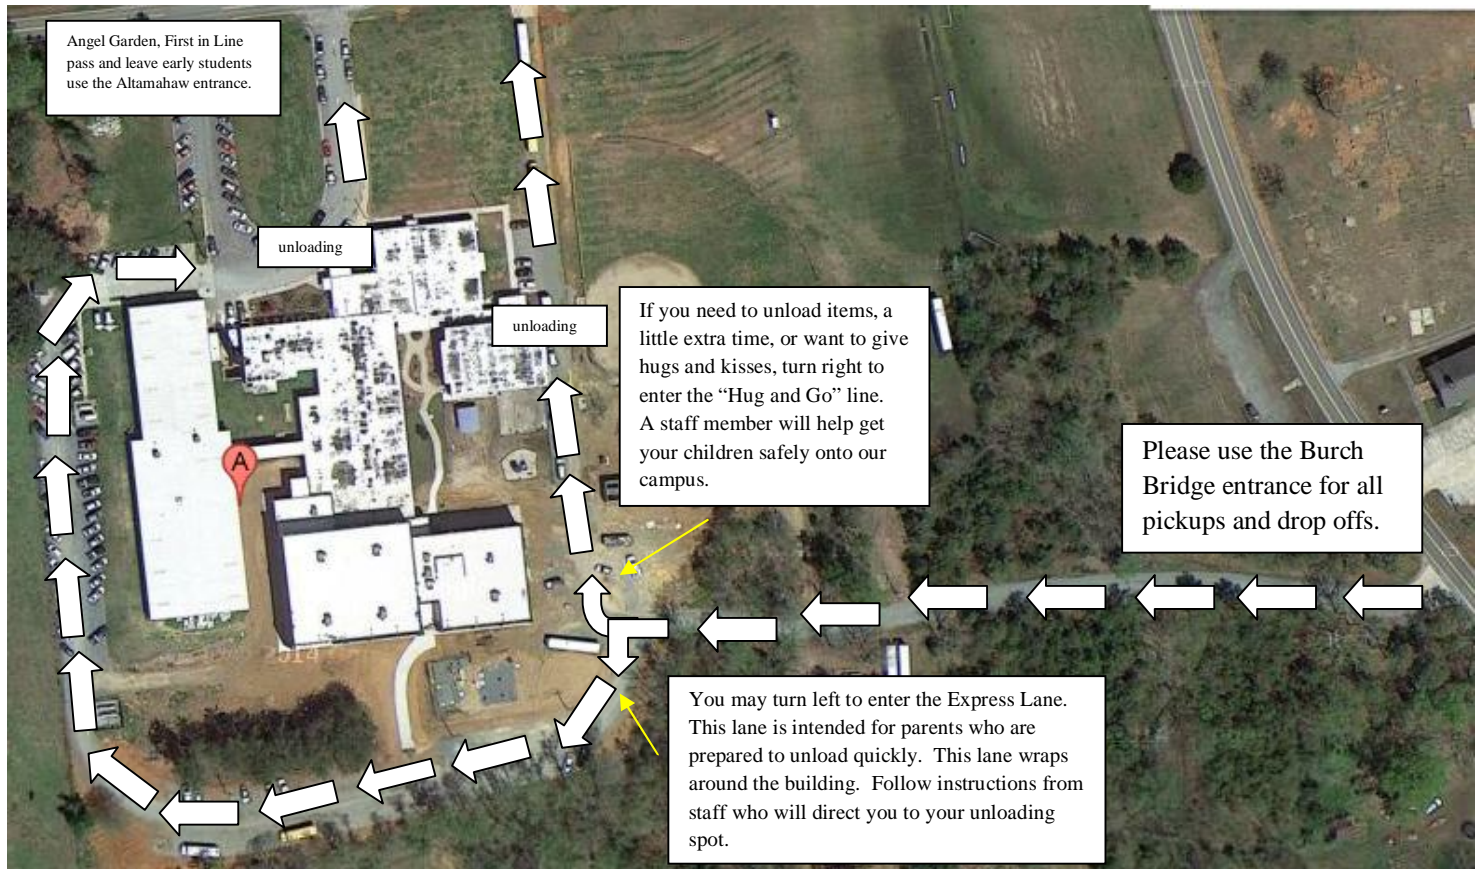 Angel Garden, First in Line
pass and leave early students
use the Altamahaw entrance.
unloading
unloading
If you need to unload items, a
little extra time, or want to give
hugs and kisses, turn right to
enter the “Hug and Go” line.
A staff member will help get
your children safely onto our
campus.
Please use the Burch
Bridge entrance for all
pickups and drop offs.
A
You may turn left to enter the Express Lane.
This lane is intended for parents who are
prepared to unload quickly.  This lane wraps
around the building.  Follow instructions from
staff who will direct you to your unloading
spot.